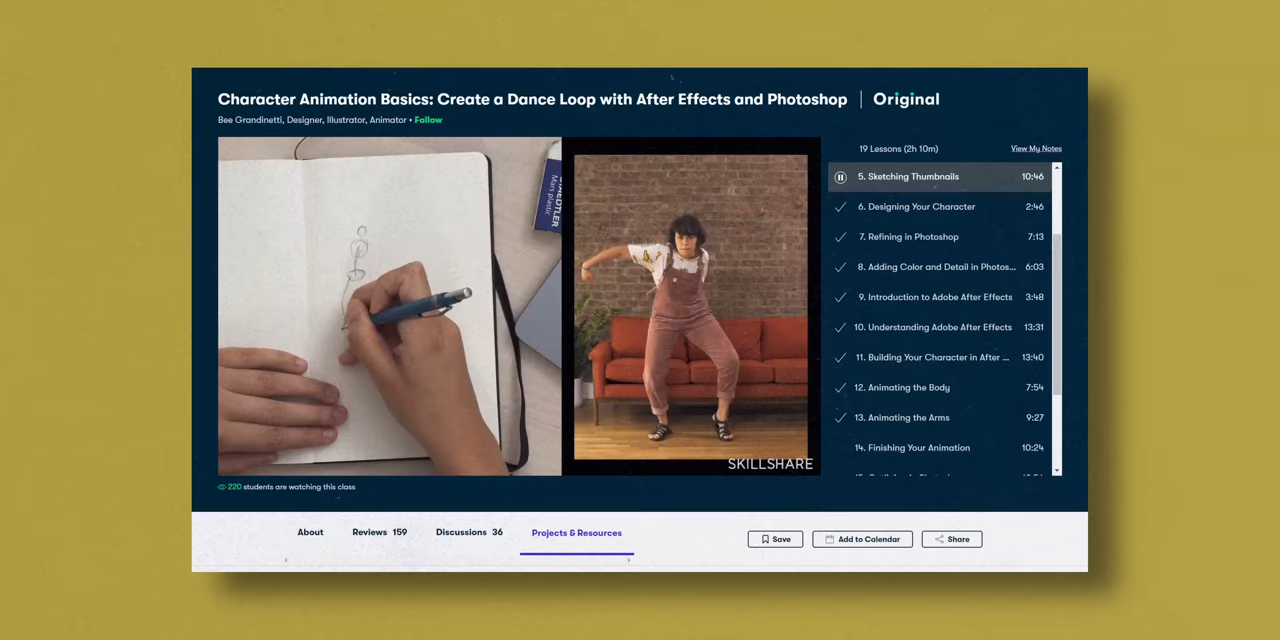 Character Animation Basics: Create a Dance Loop with After Effects and Photoshop | Original
Bee Grandinetti, Designer, Illustrator, Animator • Follow
19 Lessons (2h 10m)
View My Notes
5. Sketching Thumbnails 10:46
6. Designing Your Character 2:46
7. Refining in Photoshop 7:13
8. Adding Color and Detail in Photos... 6:03
9. Introduction to Adobe After Effects 3:48
10. Understanding Adobe After Effects 13:31
11. Building Your Character in After ... 13:40
12. Animating the Body 7:54
13. Animating the Arms 9:27
14. Finishing Your Animation 10:24
STAEDTLER
Mars plastic
SKILLSHARE
220 students are watching this class
About
Reviews 159
Discussions 36
Projects & Resources
Save
Add to Calendar
Share